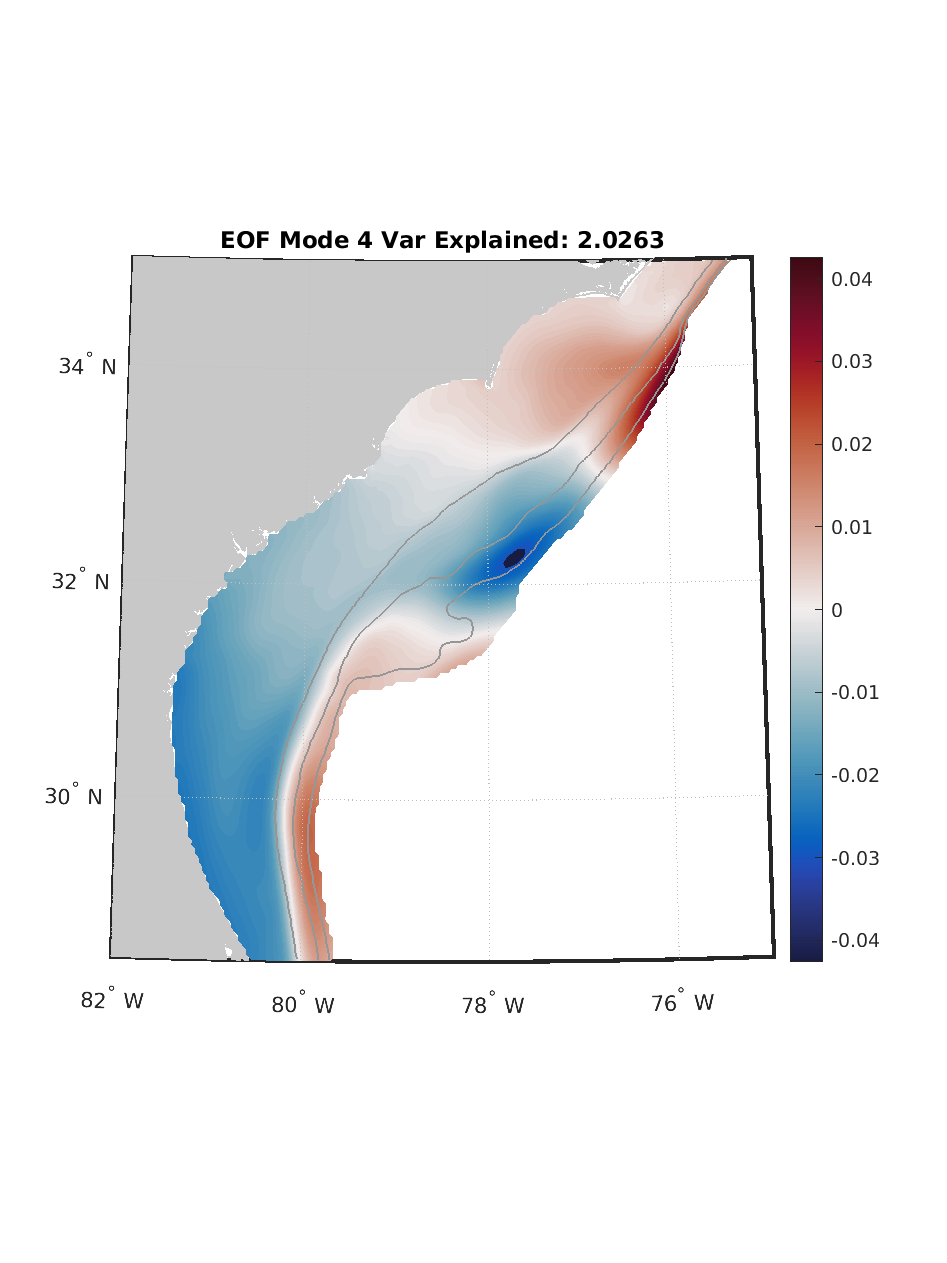 EOF Mode 4 Var Explained: 2.0263
34° N
32° N
30° N
82° W
80° W
78° W
76° W
0.04
0.03
0.02
0.01
0
-0.01
-0.02
-0.03
-0.04